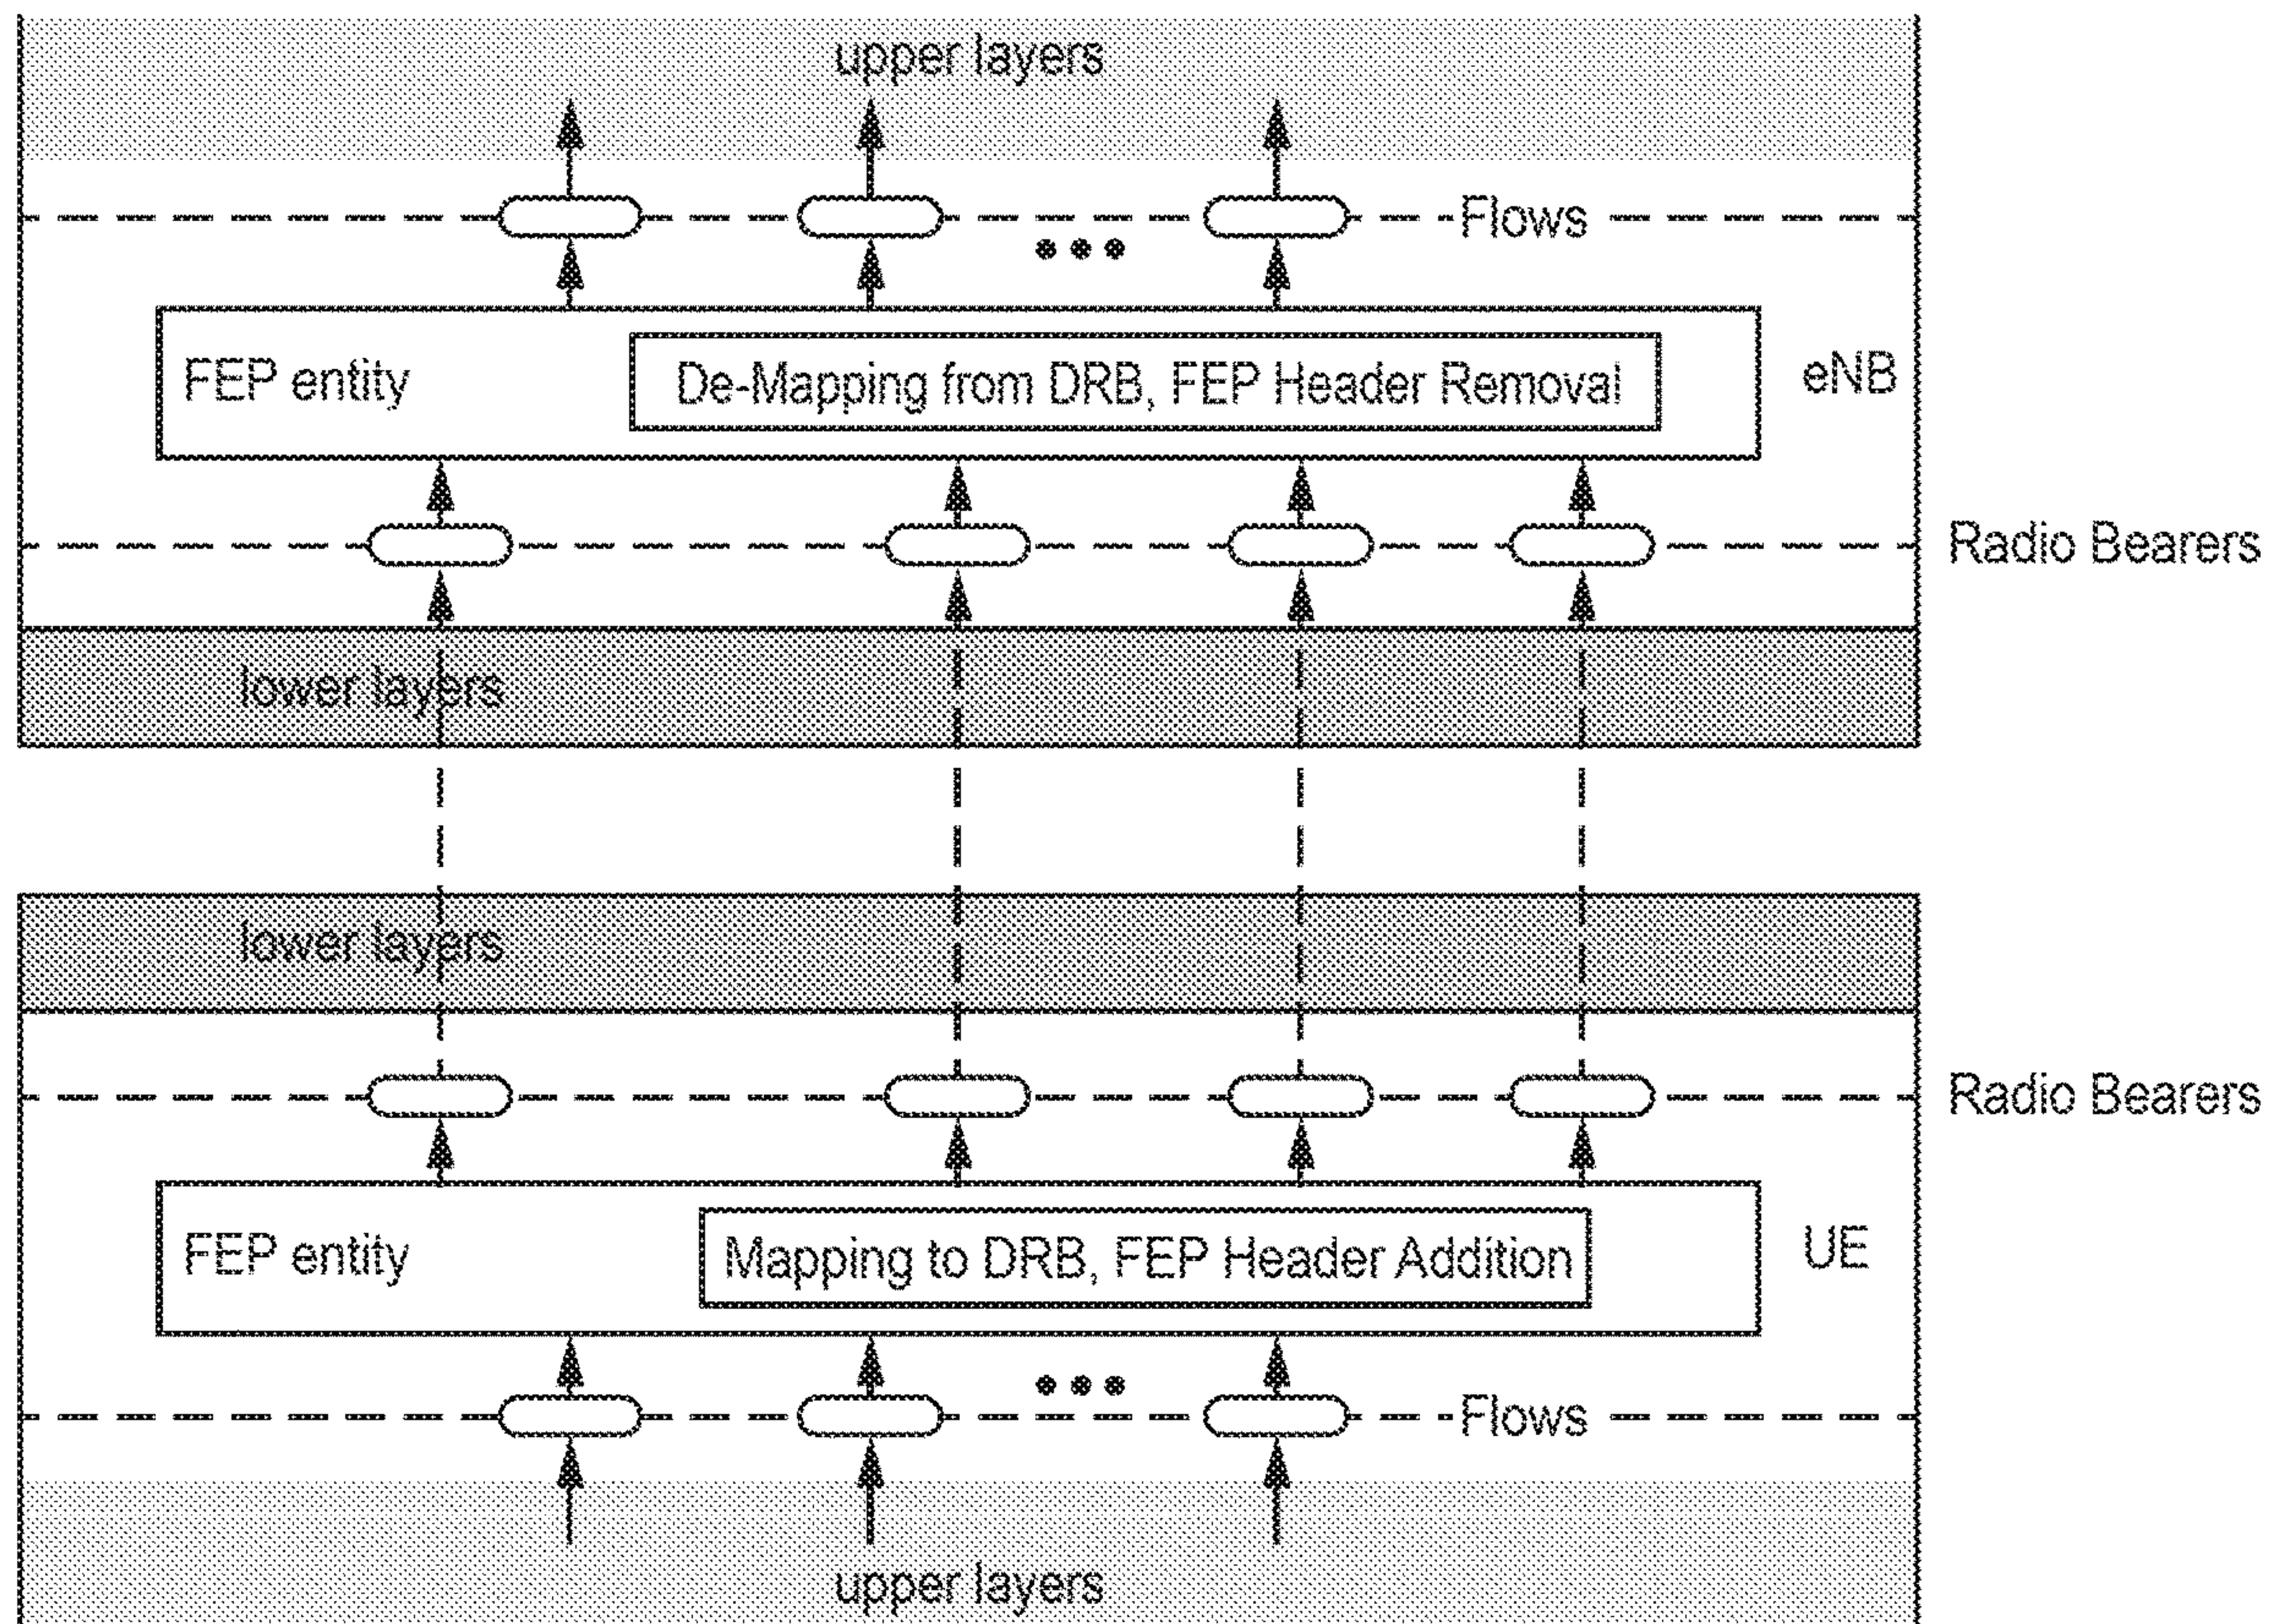 upper layers
Flows
FEP entity
De-Mapping from DRB, FEP Header Removal
eNB
Radio Bearers
lower layers
lower layers
Radio Bearers
FEP entity
Mapping to DRB, FEP Header Addition
UE
Flows
upper layers